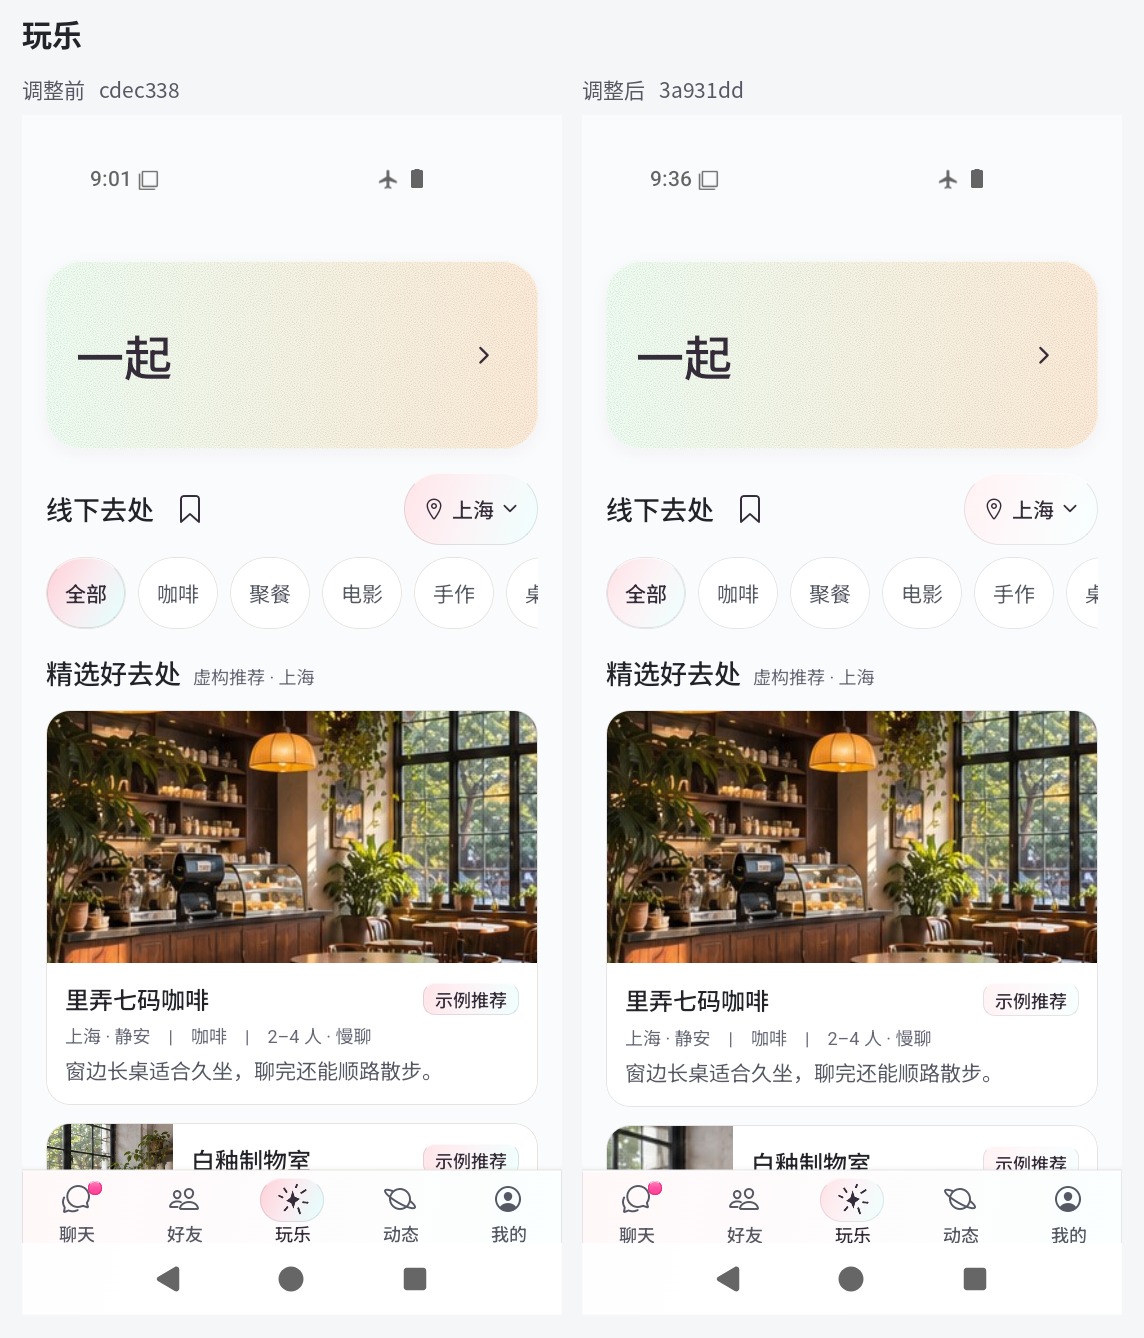 玩乐
调整前 cdec338
9:01
一起
线下去处
上海
全部 咖啡 聚餐 电影 手作 桌
精选好去处 虚构推荐 · 上海
里弄七码咖啡 示例推荐
上海 · 静安 | 咖啡 | 2–4 人 · 慢聊
窗边长桌适合久坐，聊完还能顺路散步。
白釉制物室 示例推荐
聊天 好友 玩乐 动态 我的
调整后 3a931dd
9:36
一起
线下去处
上海
全部 咖啡 聚餐 电影 手作
精选好去处 虚构推荐 · 上海
里弄七码咖啡 示例推荐
上海 · 静安 | 咖啡 | 2–4 人 · 慢聊
窗边长桌适合久坐，聊完还能顺路散步。
白釉制物室 示例推荐
聊天 好友 玩乐 动态 我的